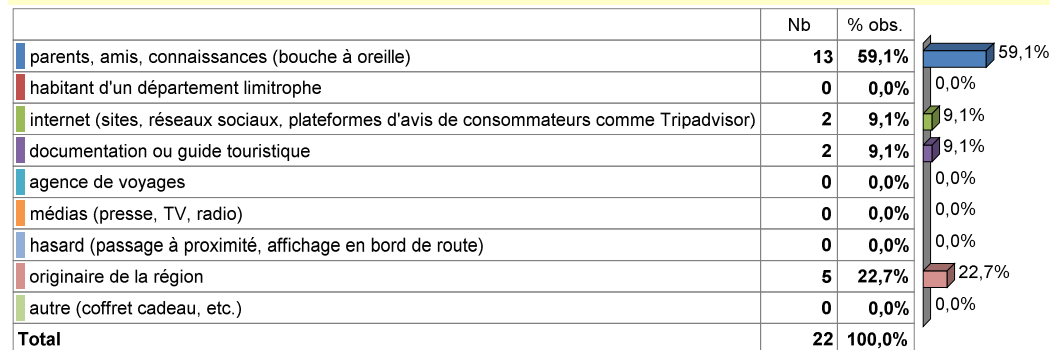 Nb % obs.
parents, amis, connaissances (bouche à oreille) 13 59,1% 59,1%
habitant d'un département limitrophe 0 0,0% 0,0%
internet (sites, réseaux sociaux, plateformes d'avis de consommateurs comme Tripadvisor) 2 9,1% 9,1%
documentation ou guide touristique 2 9,1% 9,1%
agence de voyages 0 0,0% 0,0%
médias (presse, TV, radio) 0 0,0% 0,0%
hasard (passage à proximité, affichage en bord de route) 0 0,0% 0,0%
originaire de la région 5 22,7% 22,7%
autre (coffret cadeau, etc.) 0 0,0% 0,0%
Total 22 100,0%